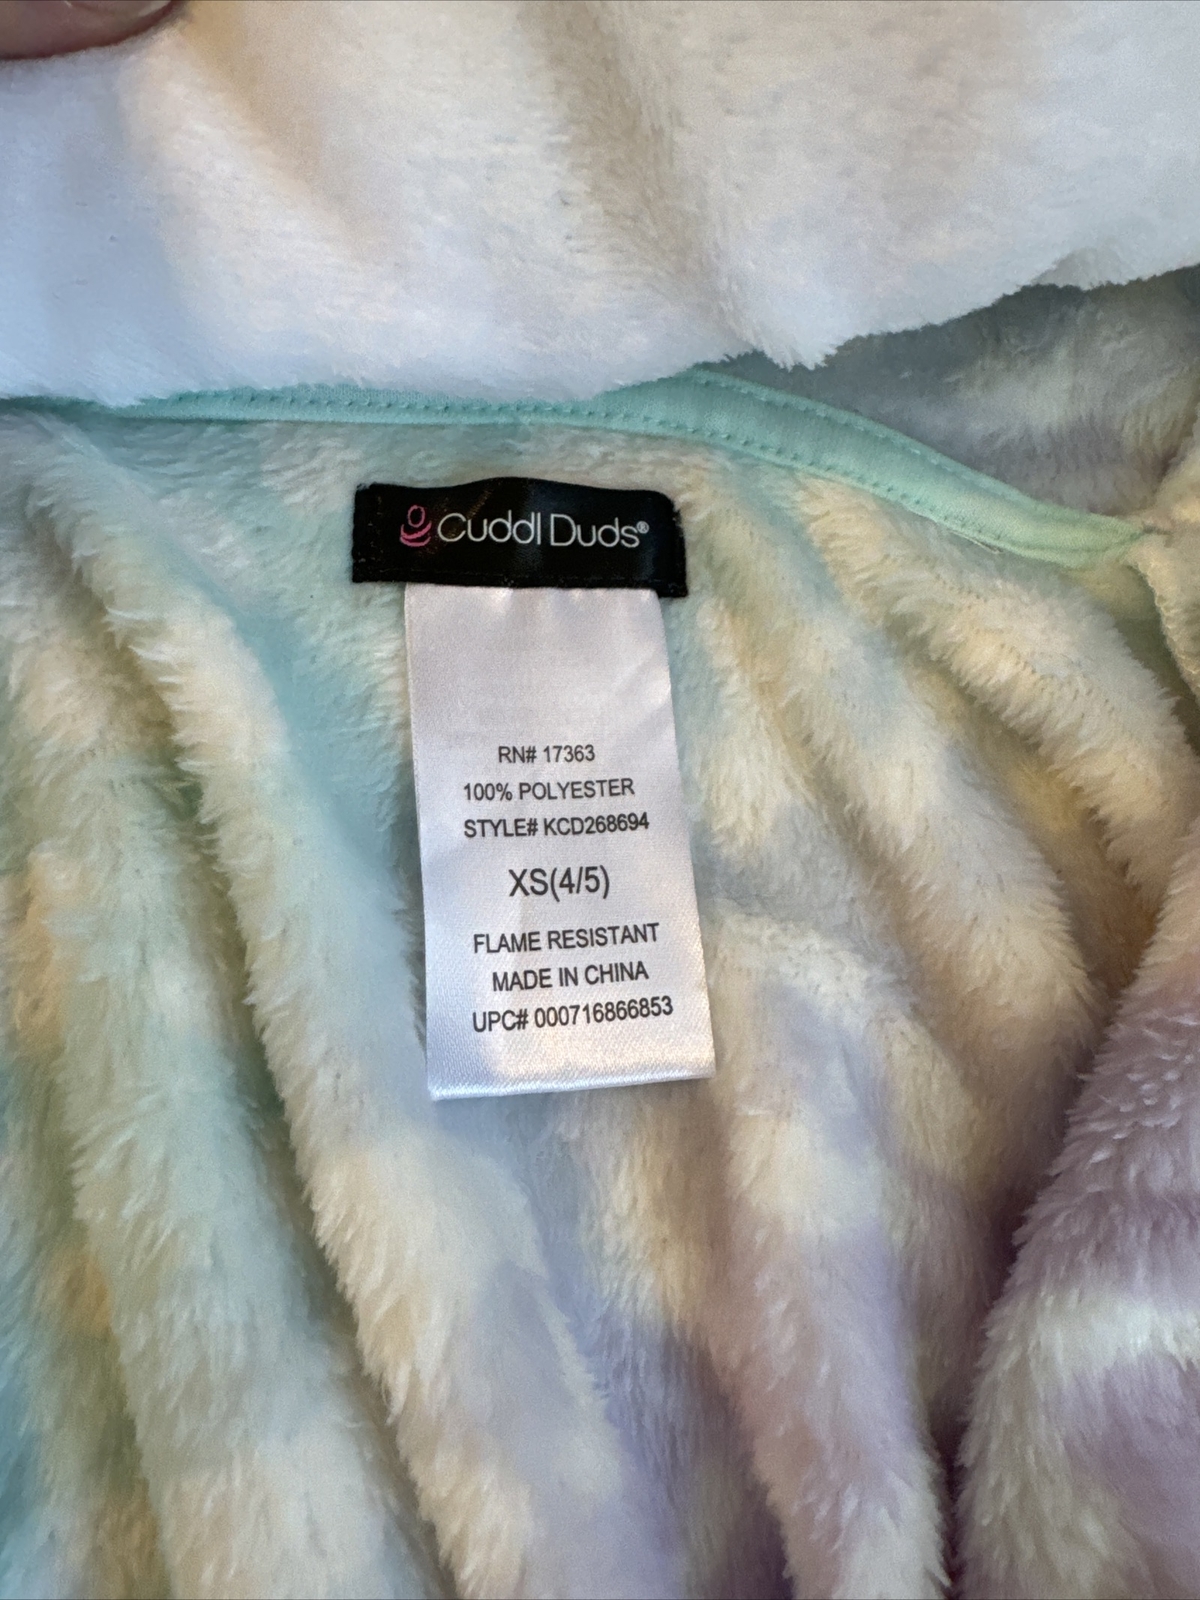 Cuddl Duds®
RN# 17363
100% POLYESTER
STYLE# KCD268694
XS(4/5)
FLAME RESISTANT
MADE IN CHINA
UPC# 000716866853